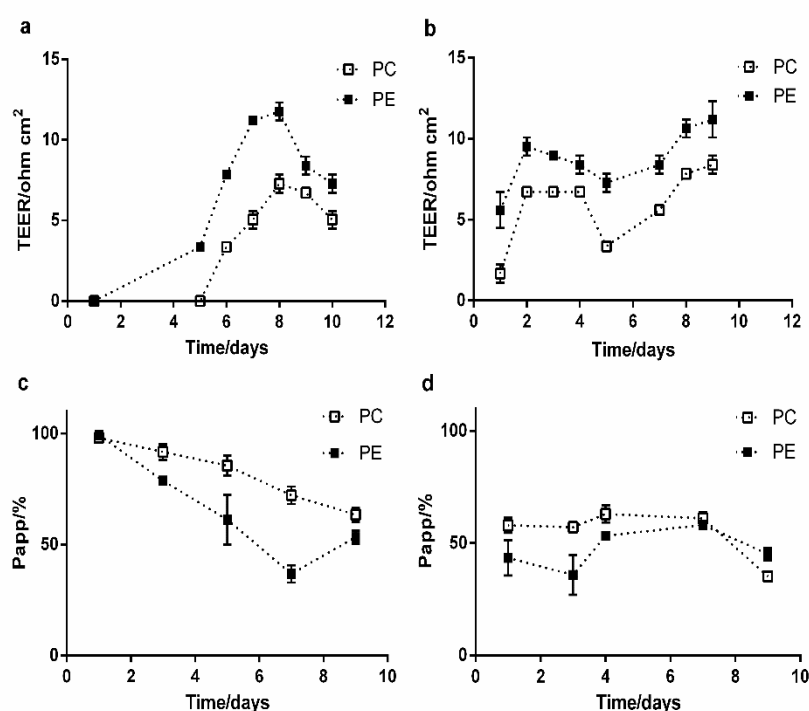 a
15
10
5
0
TEER/ohm cm²
0 2 4 6 8 10 12
Time/days
PC
PE
b
15
10
5
0
TEER/ohm cm²
0 2 4 6 8 10 12
Time/days
PC
PE
c
100
50
0
Papp/%
0 2 4 6 8 10
Time/days
PC
PE
d
100
50
0
Papp/%
0 2 4 6 8 10
Time/days
PC
PE